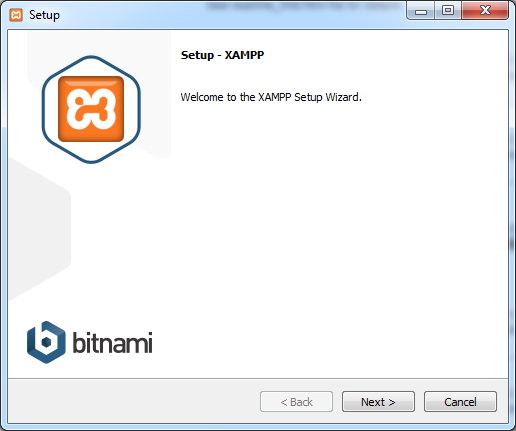 Setup
Setup - XAMPP
Welcome to the XAMPP Setup Wizard.
bitnami
< Back
Next >
Cancel